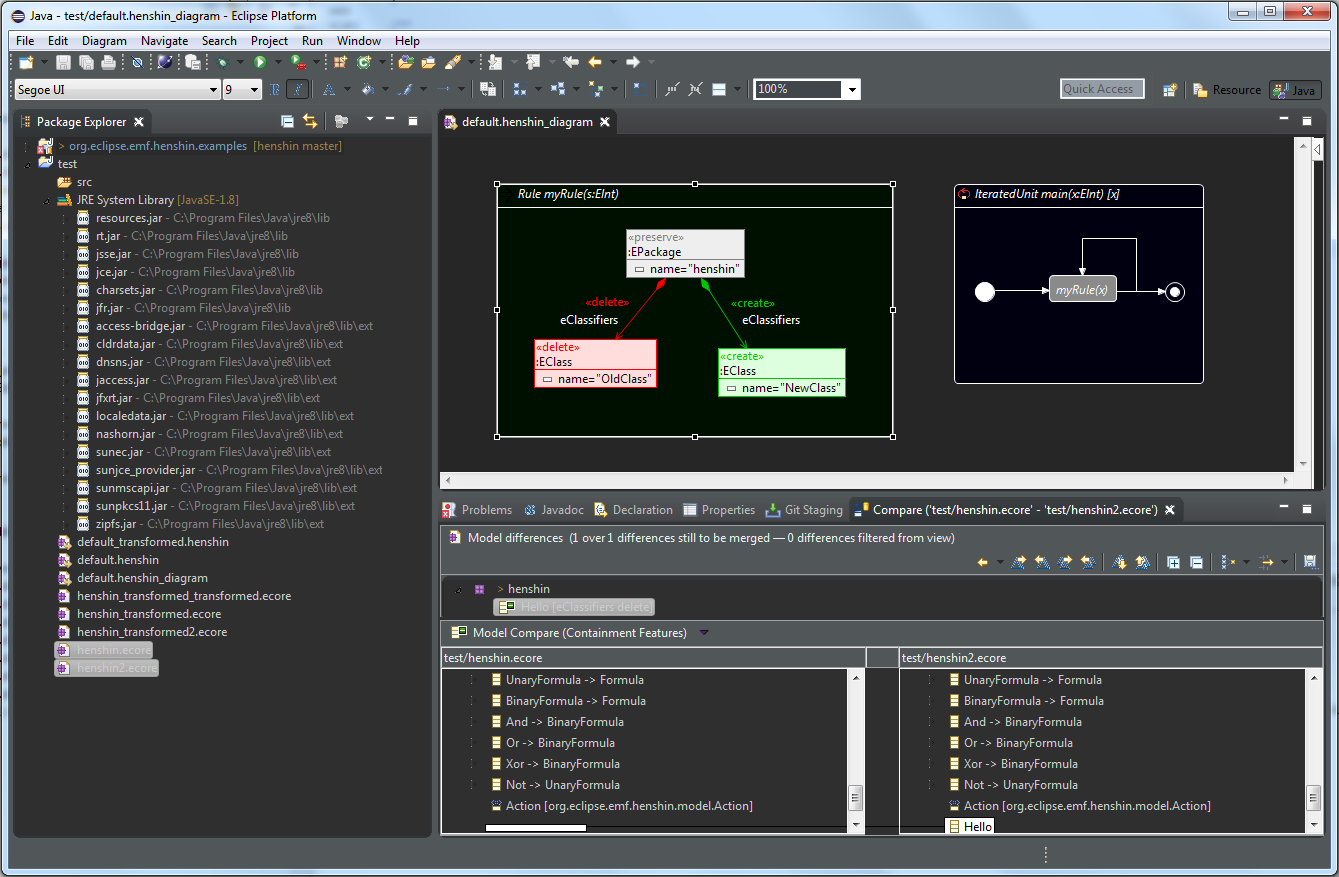 Java - test/default.henshin_diagram - Eclipse Platform
File Edit Diagram Navigate Search Project Run Window Help
Segoe UI 9 100% Quick Access Resource Java
Package Explorer
> org.eclipse.emf.henshin.examples [henshin master]
test
src
JRE System Library [JavaSE-1.8]
resources.jar - C:\Program Files\Java\jre8\lib
rt.jar - C:\Program Files\Java\jre8\lib
jsse.jar - C:\Program Files\Java\jre8\lib
jce.jar - C:\Program Files\Java\jre8\lib
charsets.jar - C:\Program Files\Java\jre8\lib
jfr.jar - C:\Program Files\Java\jre8\lib
access-bridge.jar - C:\Program Files\Java\jre8\lib\ext
cldrdata.jar - C:\Program Files\Java\jre8\lib\ext
dnsns.jar - C:\Program Files\Java\jre8\lib\ext
jaccess.jar - C:\Program Files\Java\jre8\lib\ext
jfxrt.jar - C:\Program Files\Java\jre8\lib\ext
localedata.jar - C:\Program Files\Java\jre8\lib\ext
nashorn.jar - C:\Program Files\Java\jre8\lib\ext
sunec.jar - C:\Program Files\Java\jre8\lib\ext
sunjce_provider.jar - C:\Program Files\Java\jre8\lib\ext
sunmscapi.jar - C:\Program Files\Java\jre8\lib\ext
sunpkcs11.jar - C:\Program Files\Java\jre8\lib\ext
zipfs.jar - C:\Program Files\Java\jre8\lib\ext
default_transformed.henshin
default.henshin
default.henshin_diagram
henshin_transformed_transformed.ecore
henshin_transformed.ecore
henshin_transformed2.ecore
henshin.ecore
henshin2.ecore
default.henshin_diagram
Rule myRule(s:EInt)
«preserve»
:EPackage
name="henshin"
«delete»
eClassifiers
«create»
eClassifiers
«delete»
:EClass
name="OldClass"
«create»
:EClass
name="NewClass"
IteratedUnit main(x:EInt) [x]
myRule(x)
Problems Javadoc Declaration Properties Git Staging Compare ('test/henshin.ecore' - 'test/henshin2.ecore')
Model differences (1 over 1 differences still to be merged — 0 differences filtered from view)
> henshin
Hello [eClassifiers delete]
Model Compare (Containment Features)
test/henshin.ecore
UnaryFormula -> Formula
BinaryFormula -> Formula
And -> BinaryFormula
Or -> BinaryFormula
Xor -> BinaryFormula
Not -> UnaryFormula
Action [org.eclipse.emf.henshin.model.Action]
test/henshin2.ecore
UnaryFormula -> Formula
BinaryFormula -> Formula
And -> BinaryFormula
Or -> BinaryFormula
Xor -> BinaryFormula
Not -> UnaryFormula
Action [org.eclipse.emf.henshin.model.Action]
Hello